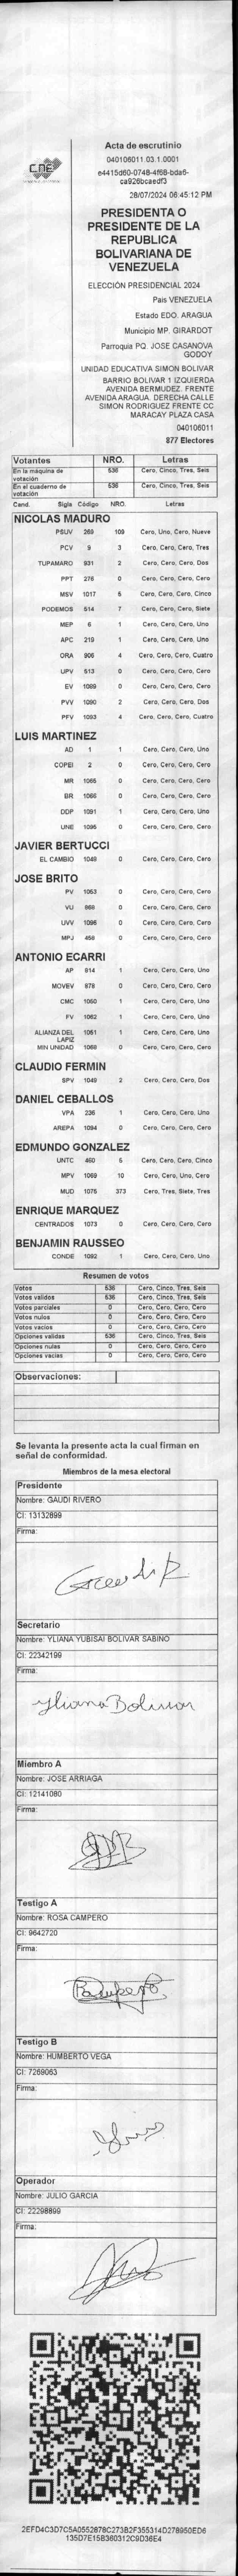 CNE
Acta de escrutinio
040106011.03.1.0001
e4415d60-0748-4f68-bda6-
ca926bcaedf3
28/07/2024 06:45:12 PM
PRESIDENTA O
PRESIDENTE DE LA
REPUBLICA
BOLIVARIANA DE
VENEZUELA
ELECCIÓN PRESIDENCIAL 2024
Pais VENEZUELA
Estado EDO. ARAGUA
Municipio MP. GIRARDOT
Parroquia PQ. JOSE CASANOVA
GODOY
UNIDAD EDUCATIVA SIMON BOLIVAR
BARRIO BOLIVAR 1 IZQUIERDA
AVENIDA BERMUDEZ. FRENTE
AVENIDA ARAGUA. DERECHA CALLE
SIMON RODRIGUEZ FRENTE CC
MARACAY PLAZA CASA
040106011
877 Electores
Votantes NRO. Letras
En la máquina de votación 536 Cero, Cinco, Tres, Seis
En el cuaderno de votación 536 Cero, Cinco, Tres, Seis
Cand. Sigla Código NRO. Letras
NICOLAS MADURO
PSUV 269 109 Cero, Uno, Cero, Nueve
PCV 9 3 Cero, Cero, Cero, Tres
TUPAMARO 931 2 Cero, Cero, Cero, Dos
PPT 276 0 Cero, Cero, Cero, Cero
MSV 1017 5 Cero, Cero, Cero, Cinco
PODEMOS 514 7 Cero, Cero, Cero, Siete
MEP 6 1 Cero, Cero, Cero, Uno
APC 219 1 Cero, Cero, Cero, Uno
ORA 906 4 Cero, Cero, Cero, Cuatro
UPV 513 0 Cero, Cero, Cero, Cero
EV 1089 0 Cero, Cero, Cero, Cero
PVV 1090 2 Cero, Cero, Cero, Dos
PFV 1093 4 Cero, Cero, Cero, Cuatro
LUIS MARTINEZ
AD 1 1 Cero, Cero, Cero, Uno
COPEI 2 0 Cero, Cero, Cero, Cero
MR 1065 0 Cero, Cero, Cero, Cero
BR 1086 0 Cero, Cero, Cero, Cero
DDP 1091 1 Cero, Cero, Cero, Uno
UNE 1095 0 Cero, Cero, Cero, Cero
JAVIER BERTUCCI
EL CAMBIO 1048 0 Cero, Cero, Cero, Cero
JOSE BRITO
PV 1053 0 Cero, Cero, Cero, Cero
VU 868 0 Cero, Cero, Cero, Cero
UVV 1096 0 Cero, Cero, Cero, Cero
MPJ 458 0 Cero, Cero, Cero, Cero
ANTONIO ECARRI
AP 814 1 Cero, Cero, Cero, Uno
MOVEV 878 0 Cero, Cero, Cero, Cero
CMC 1050 1 Cero, Cero, Cero, Uno
FV 1062 1 Cero, Cero, Cero, Uno
ALIANZA DEL LAPIZ 1051 1 Cero, Cero, Cero, Uno
MIN UNIDAD 1068 0 Cero, Cero, Cero, Cero
CLAUDIO FERMIN
SPV 1049 2 Cero, Cero, Cero, Dos
DANIEL CEBALLOS
VPA 236 1 Cero, Cero, Cero, Uno
AREPA 1094 0 Cero, Cero, Cero, Cero
EDMUNDO GONZALEZ
UNTC 460 5 Cero, Cero, Cero, Cinco
MPV 1069 10 Cero, Cero, Uno, Cero
MUD 1075 373 Cero, Tres, Siete, Tres
ENRIQUE MARQUEZ
CENTRADOS 1073 0 Cero, Cero, Cero, Cero
BENJAMIN RAUSSEO
CONDE 1092 1 Cero, Cero, Cero, Uno
Resumen de votos
Votos 536 Cero, Cinco, Tres, Seis
Votos validos 536 Cero, Cinco, Tres, Seis
Votos parciales 0 Cero, Cero, Cero, Cero
Votos nulos 0 Cero, Cero, Cero, Cero
Votos vacios 0 Cero, Cero, Cero, Cero
Opciones validas 536 Cero, Cinco, Tres, Seis
Opciones nulas 0 Cero, Cero, Cero, Cero
Opciones vacias 0 Cero, Cero, Cero, Cero
Observaciones:
Se levanta la presente acta la cual firman en
señal de conformidad.
Miembros de la mesa electoral
Presidente
Nombre: GAUDI RIVERO
CI: 13132899
Firma:
Secretario
Nombre: YLIANA YUBISAI BOLIVAR SABINO
CI: 22342199
Firma:
Yliana Bolivar
Miembro A
Nombre: JOSE ARRIAGA
CI: 12141080
Firma:
Testigo A
Nombre: ROSA CAMPERO
CI: 9642720
Firma:
Testigo B
Nombre: HUMBERTO VEGA
CI: 7269063
Firma:
Operador
Nombre: JULIO GARCIA
CI: 22298899
Firma:
2EFD4C3D7C5A0552878C273B2F355314D278950ED6
135D7E15B360312C9D36E4